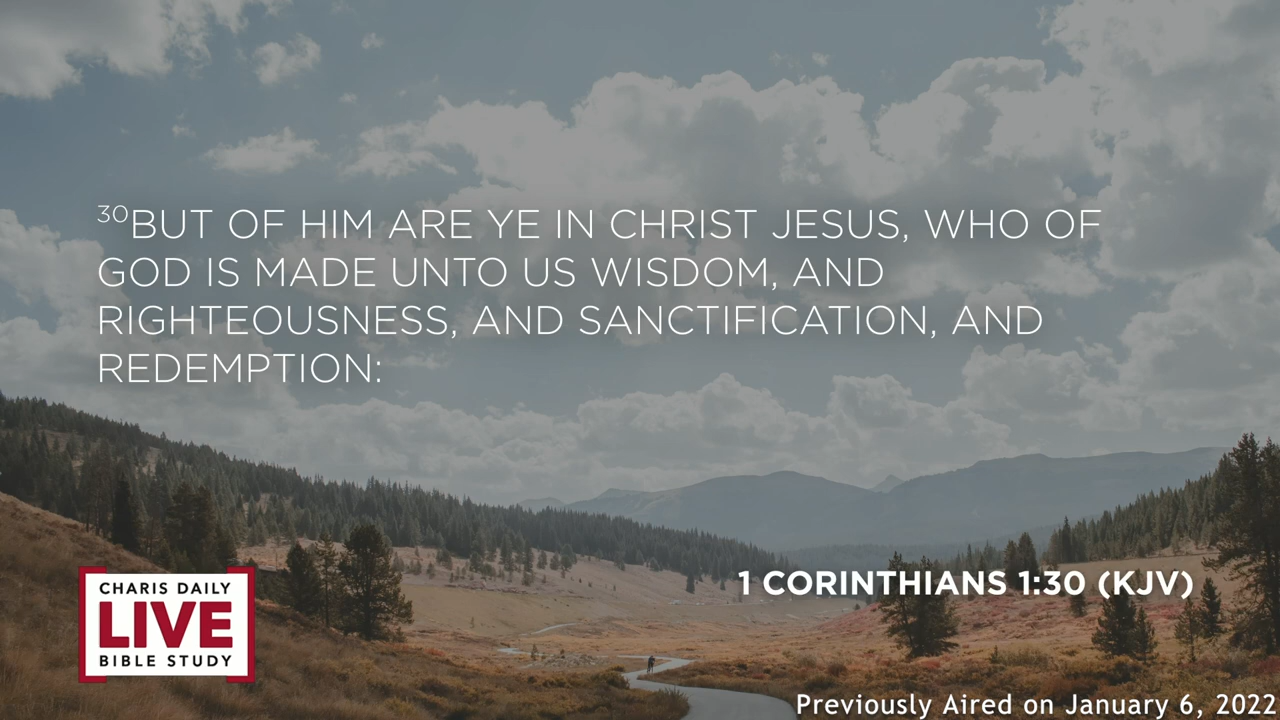 ³⁰BUT OF HIM ARE YE IN CHRIST JESUS, WHO OF
GOD IS MADE UNTO US WISDOM, AND
RIGHTEOUSNESS, AND SANCTIFICATION, AND
REDEMPTION:
1 CORINTHIANS 1:30 (KJV)
CHARIS DAILY
LIVE
BIBLE STUDY
Previously Aired on January 6, 2022